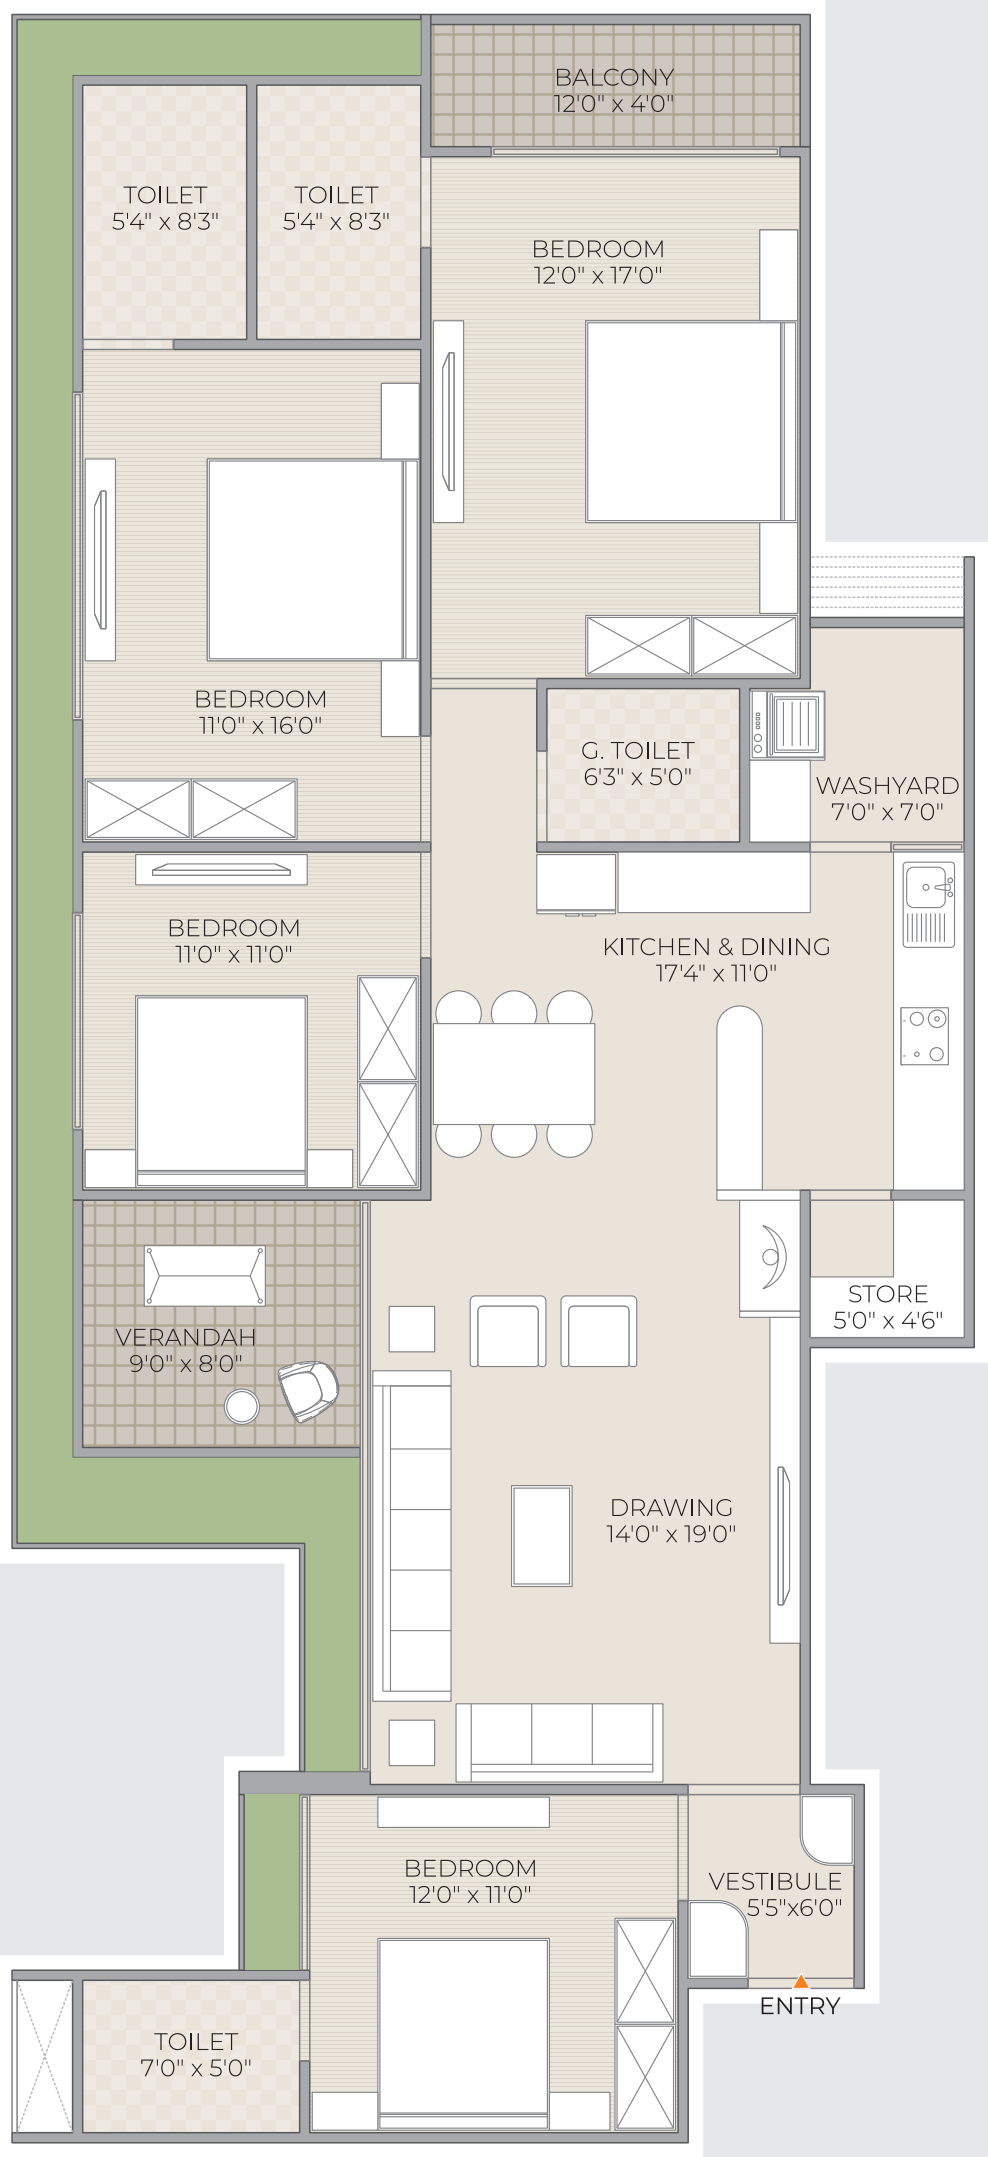 BALCONY
12'0" x 4'0"
TOILET
5'4" x 8'3"
TOILET
5'4" x 8'3"
BEDROOM
12'0" x 17'0"
BEDROOM
11'0" x 16'0"
G. TOILET
6'3" x 5'0"
WASHYARD
7'0" x 7'0"
BEDROOM
11'0" x 11'0"
KITCHEN & DINING
17'4" x 11'0"
STORE
5'0" x 4'6"
VERANDAH
9'0" x 8'0"
DRAWING
14'0" x 19'0"
BEDROOM
12'0" x 11'0"
VESTIBULE
5'5"x6'0"
ENTRY
TOILET
7'0" x 5'0"